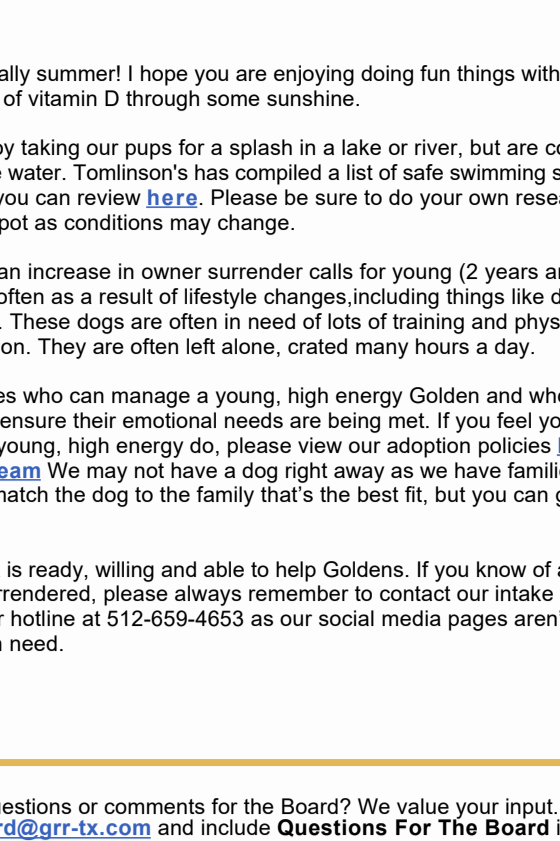 ally summer! I hope you are enjoying doing fun things with
of vitamin D through some sunshine.
oy taking our pups for a splash in a lake or river, but are co
e water. Tomlinson's has compiled a list of safe swimming s
you can review here. Please be sure to do your own resea
pot as conditions may change.
an increase in owner surrender calls for young (2 years an
often as a result of lifestyle changes,including things like d
. These dogs are often in need of lots of training and phys
on. They are often left alone, crated many hours a day.
es who can manage a young, high energy Golden and who
ensure their emotional needs are being met. If you feel yo
young, high energy do, please view our adoption policies
eam We may not have a dog right away as we have familie
match the dog to the family that’s the best fit, but you can g
is ready, willing and able to help Goldens. If you know of a
rrendered, please always remember to contact our intake
r hotline at 512-659-4653 as our social media pages aren'
n need.
uestions or comments for the Board? We value your input.
rd@grr-tx.com and include Questions For The Board i